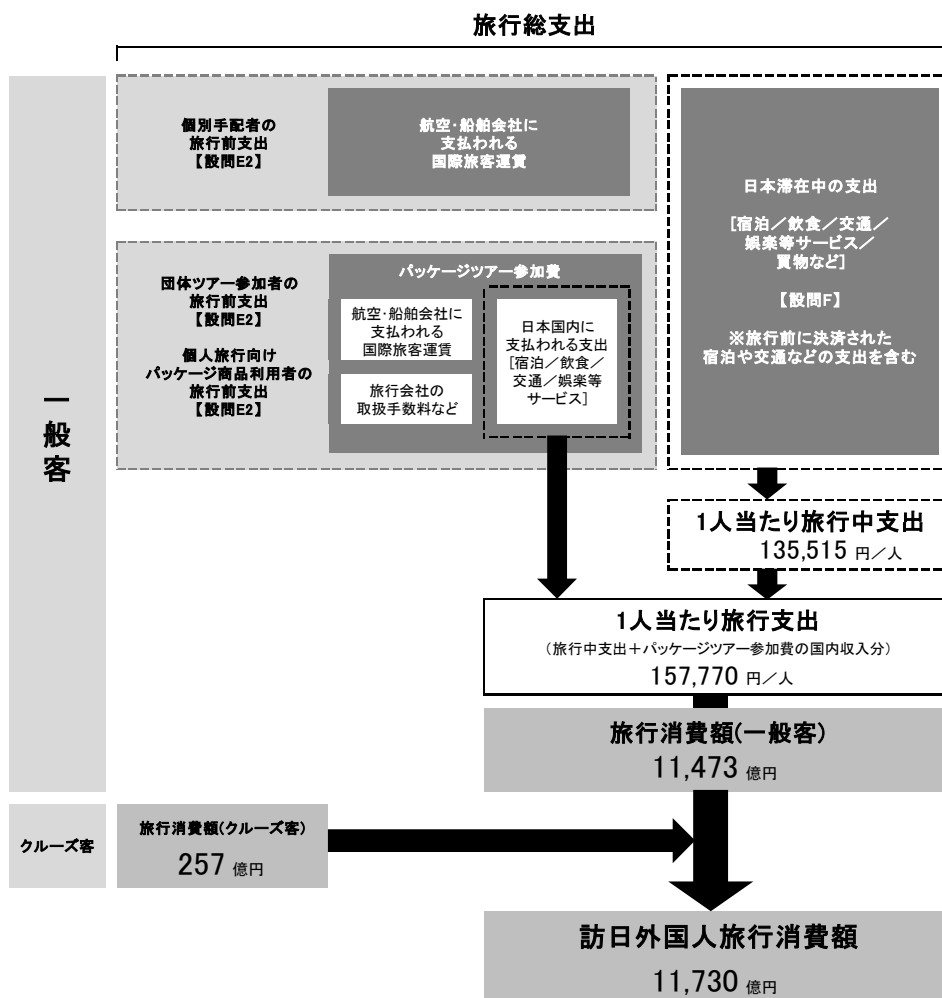 旅行総支出
一般客
個別手配者の
旅行前支出
【設問E2】
航空・船舶会社に
支払われる
国際旅客運賃
団体ツアー参加者の
旅行前支出
【設問E2】
個人旅行向け
パッケージ商品利用者の
旅行前支出
【設問E2】
パッケージツアー参加費
航空・船舶会社に
支払われる
国際旅客運賃
旅行会社の
取扱手数料など
日本国内に
支払われる支出
[宿泊／飲食／
交通／娯楽等
サービス]
日本滞在中の支出
[宿泊／飲食／交通／
娯楽等サービス／
買物など]
【設問F】
※旅行前に決済された
宿泊や交通などの支出を含む
1人当たり旅行中支出
135,515 円／人
1人当たり旅行支出
（旅行中支出＋パッケージツアー参加費の国内収入分）
157,770 円／人
旅行消費額(一般客)
11,473 億円
クルーズ客
旅行消費額(クルーズ客)
257 億円
訪日外国人旅行消費額
11,730 億円